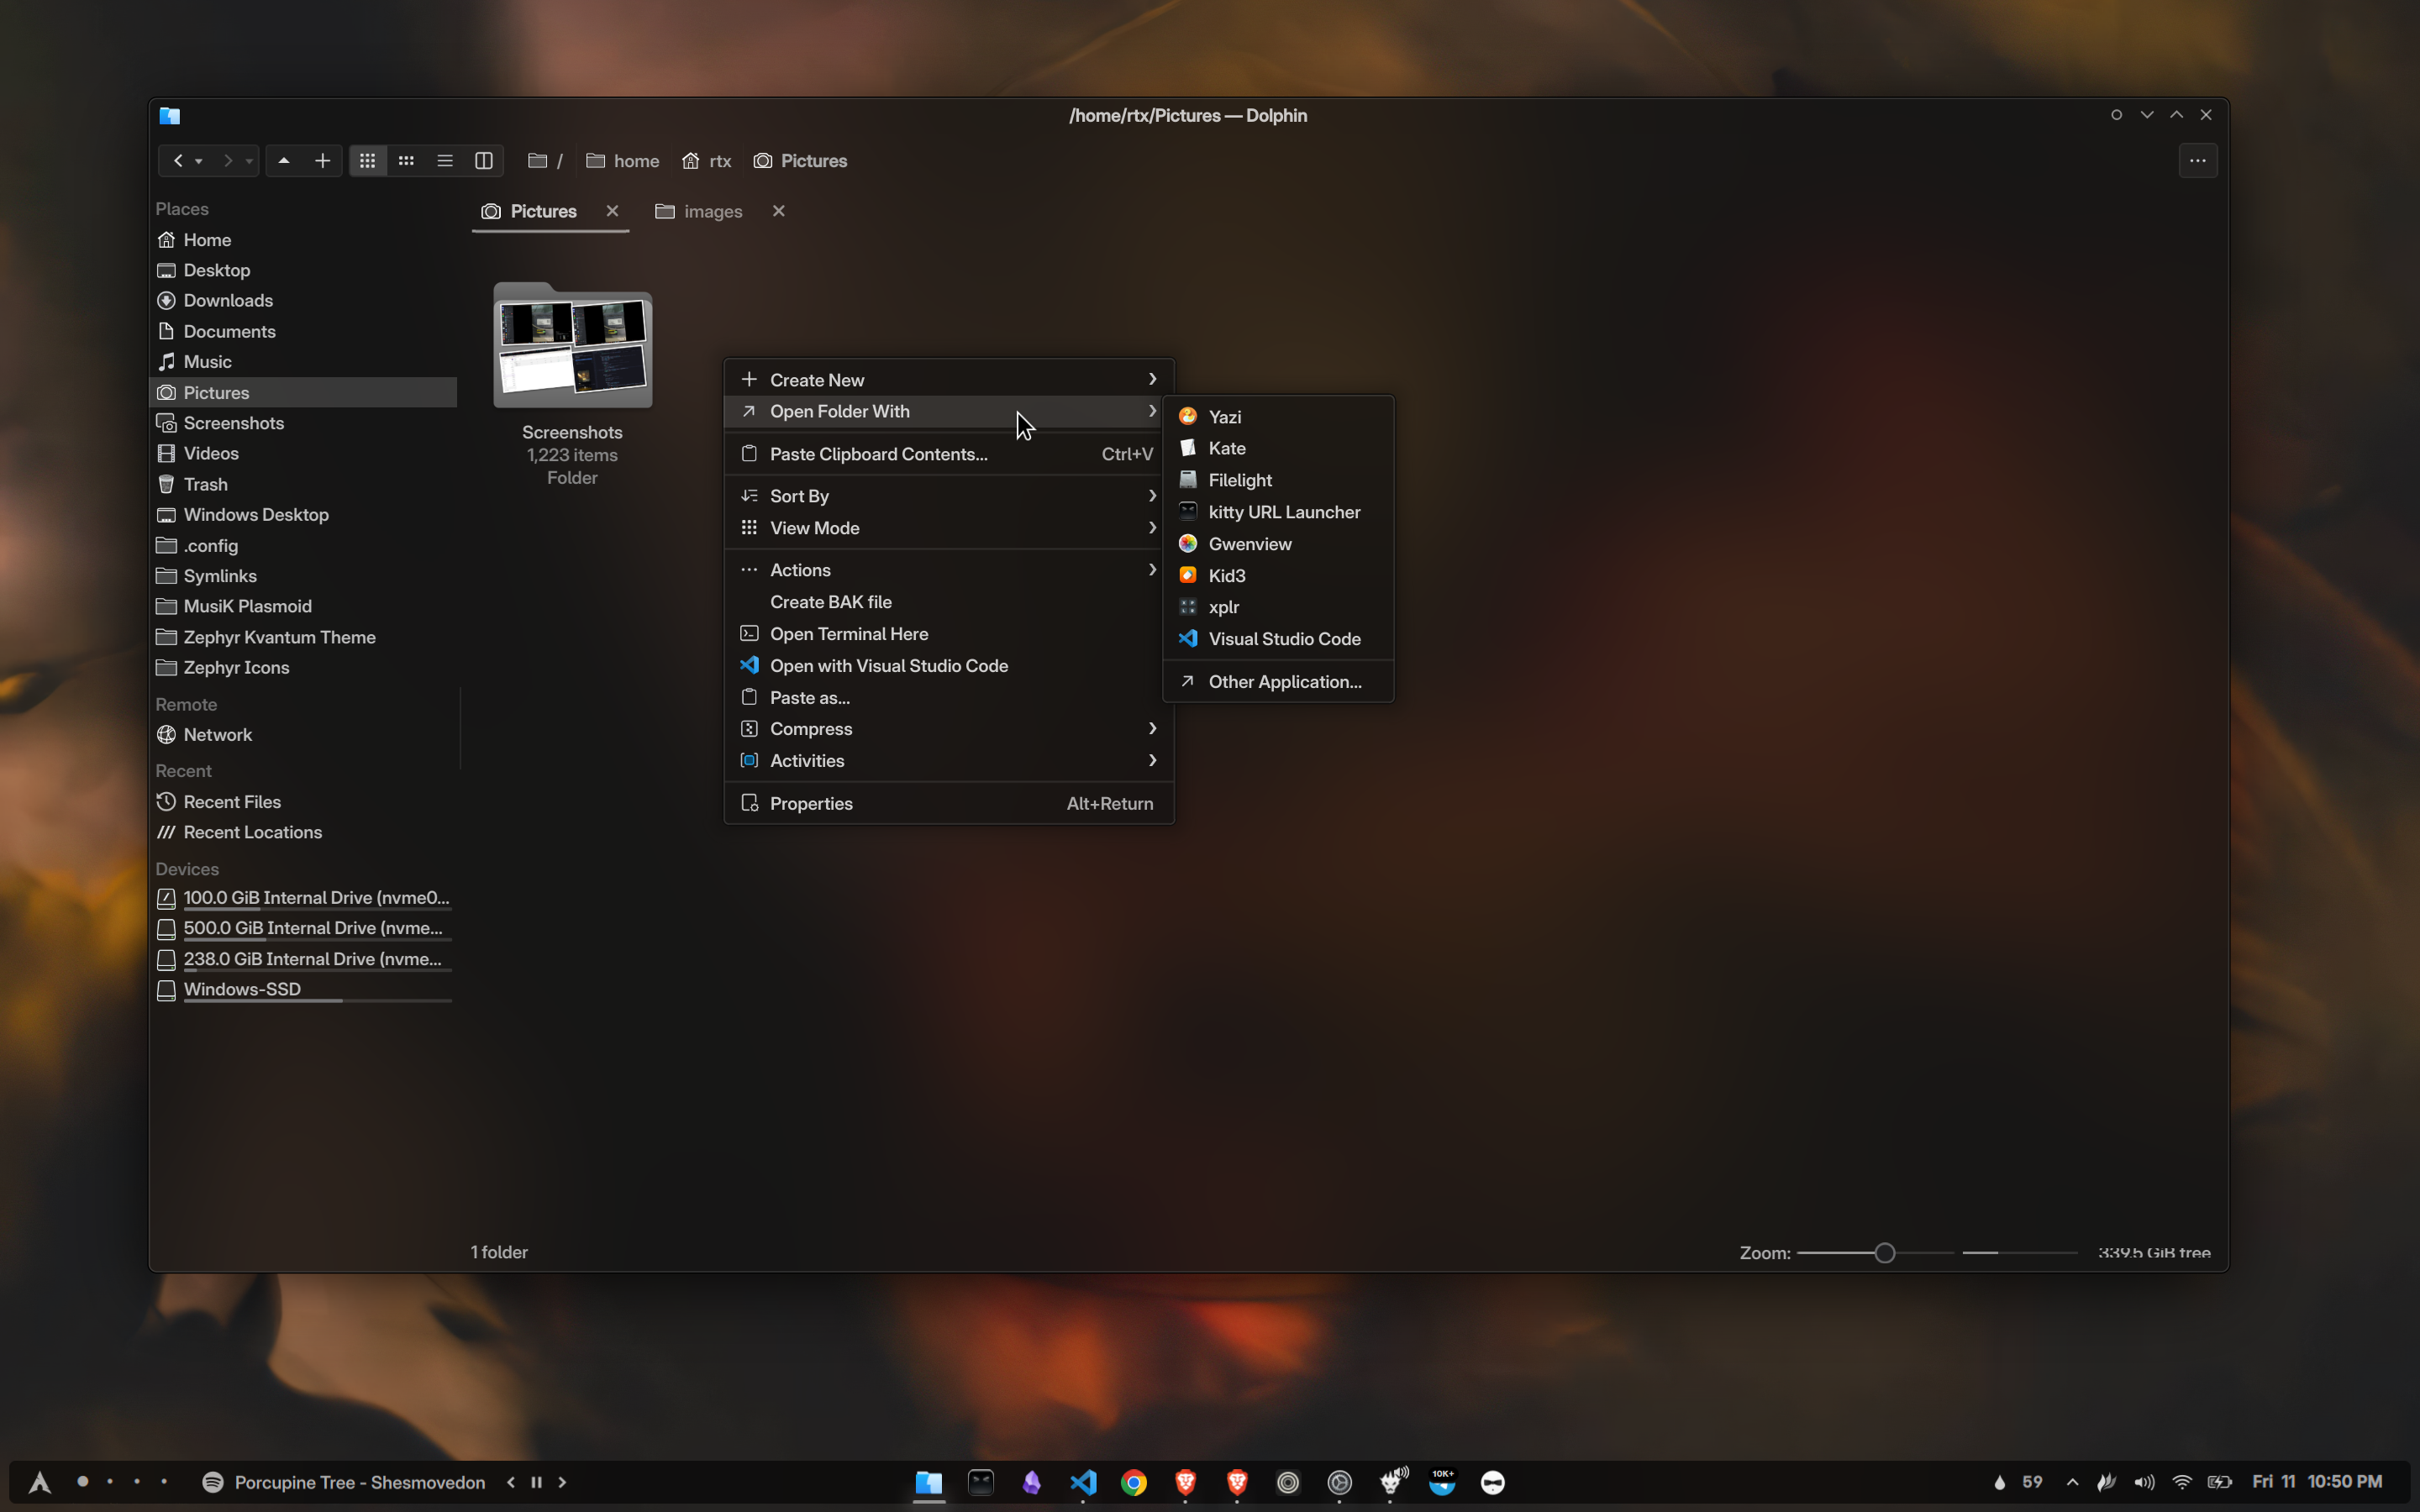 /home/rtx/Pictures — Dolphin
/
home
rtx
Pictures
Places
Home
Desktop
Downloads
Documents
Music
Pictures
Screenshots
Videos
Trash
Windows Desktop
.config
Symlinks
MusiK Plasmoid
Zephyr Kvantum Theme
Zephyr Icons
Remote
Network
Recent
Recent Files
Recent Locations
Devices
100.0 GiB Internal Drive (nvme0...
500.0 GiB Internal Drive (nvme...
238.0 GiB Internal Drive (nvme...
Windows-SSD
Pictures
images
Screenshots
1,223 items
Folder
Create New
Open Folder With
Paste Clipboard Contents... Ctrl+V
Sort By
View Mode
Actions
Create BAK file
Open Terminal Here
Open with Visual Studio Code
Paste as...
Compress
Activities
Properties Alt+Return
Yazi
Kate
Filelight
kitty URL Launcher
Gwenview
Kid3
xplr
Visual Studio Code
Other Application...
1 folder
Zoom:
339.5 GiB free
Porcupine Tree - Shesmovedon
10K+
59
Fri 11 10:50 PM